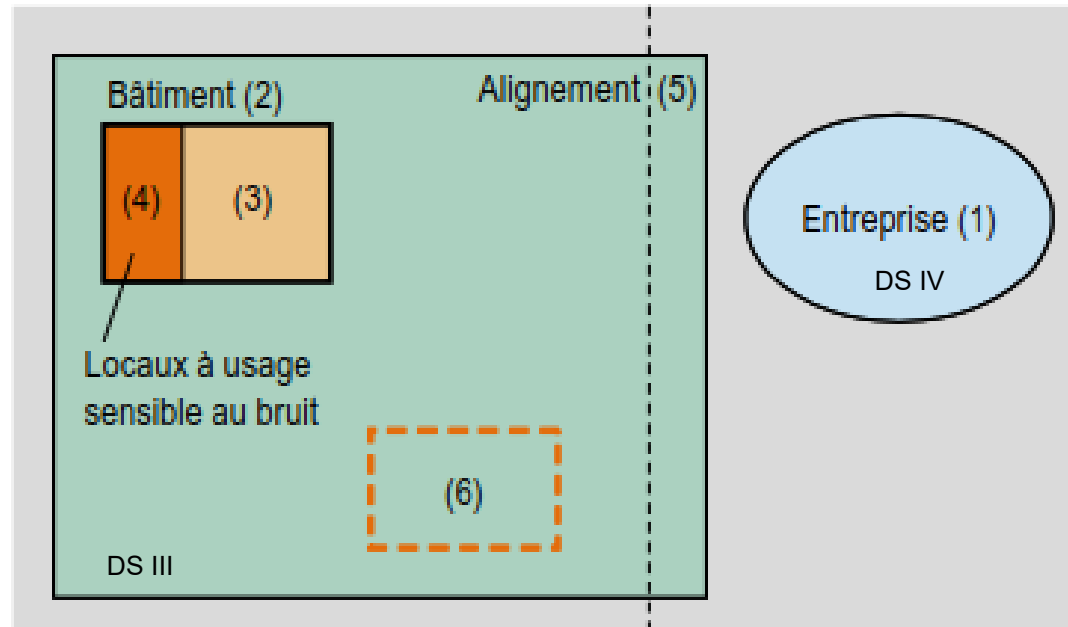 Bâtiment (2)
Alignement (5)
(4)
(3)
Entreprise (1)
DS IV
Locaux à usage
sensible au bruit
(6)
DS III